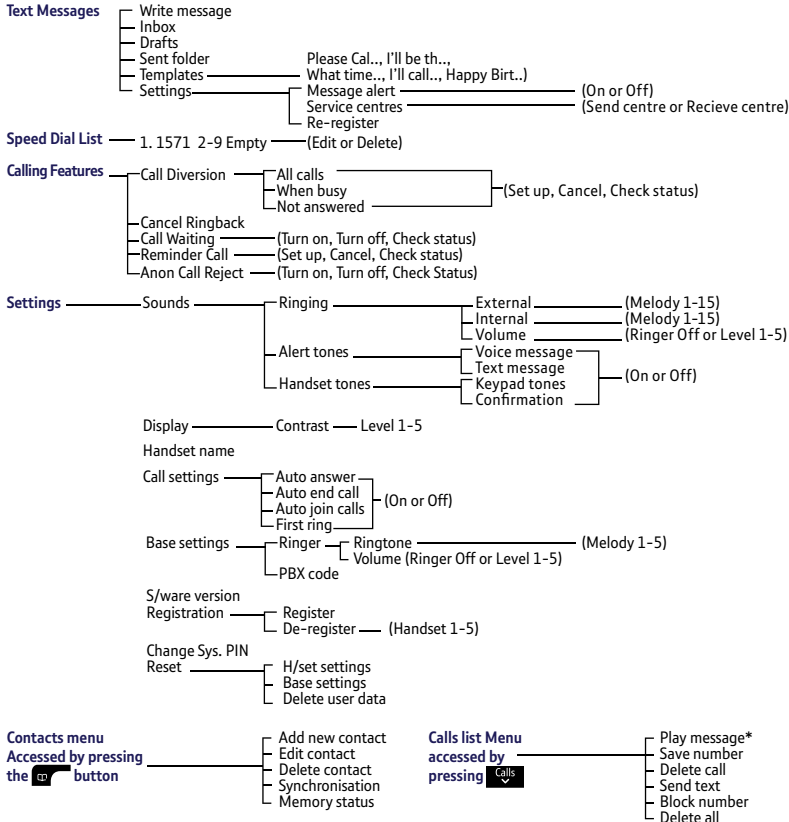 Text Messages Write message
Inbox
Drafts
Sent folder Please Cal.., I'll be th..,
Templates What time.., I'll call.., Happy Birt..)
Settings Message alert (On or Off)
Service centres (Send centre or Recieve centre)
Re-register
Speed Dial List 1. 1571 2-9 Empty (Edit or Delete)
Calling Features Call Diversion All calls
When busy (Set up, Cancel, Check status)
Not answered
Cancel Ringback
Call Waiting (Turn on, Turn off, Check status)
Reminder Call (Set up, Cancel, Check status)
Anon Call Reject (Turn on, Turn off, Check Status)
Settings Sounds Ringing External (Melody 1-15)
Internal (Melody 1-15)
Volume (Ringer Off or Level 1-5)
Alert tones Voice message
Text message (On or Off)
Handset tones Keypad tones
Confirmation
Display Contrast Level 1-5
Handset name
Call settings Auto answer
Auto end call (On or Off)
Auto join calls
First ring
Base settings Ringer Ringtone (Melody 1-5)
Volume (Ringer Off or Level 1-5)
PBX code
S/ware version
Registration Register
De-register (Handset 1-5)
Change Sys. PIN
Reset H/set settings
Base settings
Delete user data
Contacts menu
Accessed by pressing
the button
Add new contact
Edit contact
Delete contact
Synchronisation
Memory status
Calls list Menu
accessed by
pressing Calls
Play message*
Save number
Delete call
Send text
Block number
Delete all